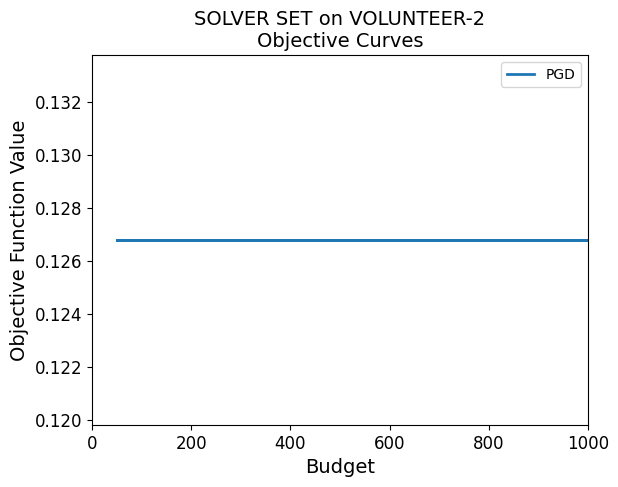 SOLVER SET on VOLUNTEER-2
Objective Curves
PGD
Objective Function Value
0.132
0.130
0.128
0.126
0.124
0.122
0.120
0 200 400 600 800 1000
Budget